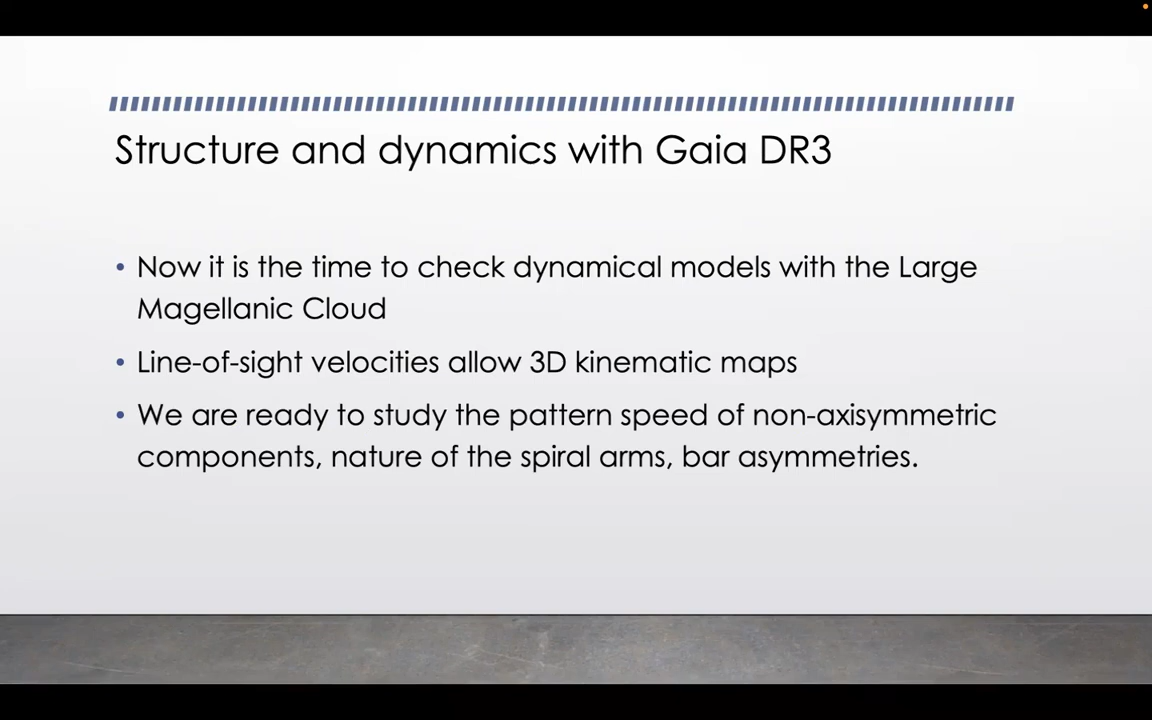 Structure and dynamics with Gaia DR3
• Now it is the time to check dynamical models with the Large
Magellanic Cloud
• Line-of-sight velocities allow 3D kinematic maps
• We are ready to study the pattern speed of non-axisymmetric
components, nature of the spiral arms, bar asymmetries.